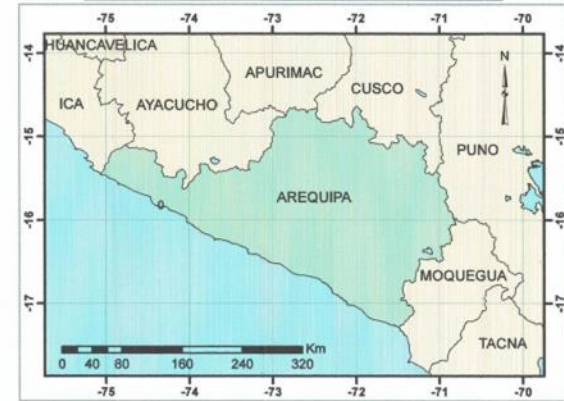 -75 -74 -73 -72 -71 -70
-14 -14
HUANCAVELICA
APURIMAC
N
ICA
AYACUCHO
CUSCO
-15 -15
PUNO
AREQUIPA
-16 -16
MOQUEGUA
-17 -17
TACNA
Km
0 20 40 80 160 240 320
-75 -74 -73 -72 -71 -70